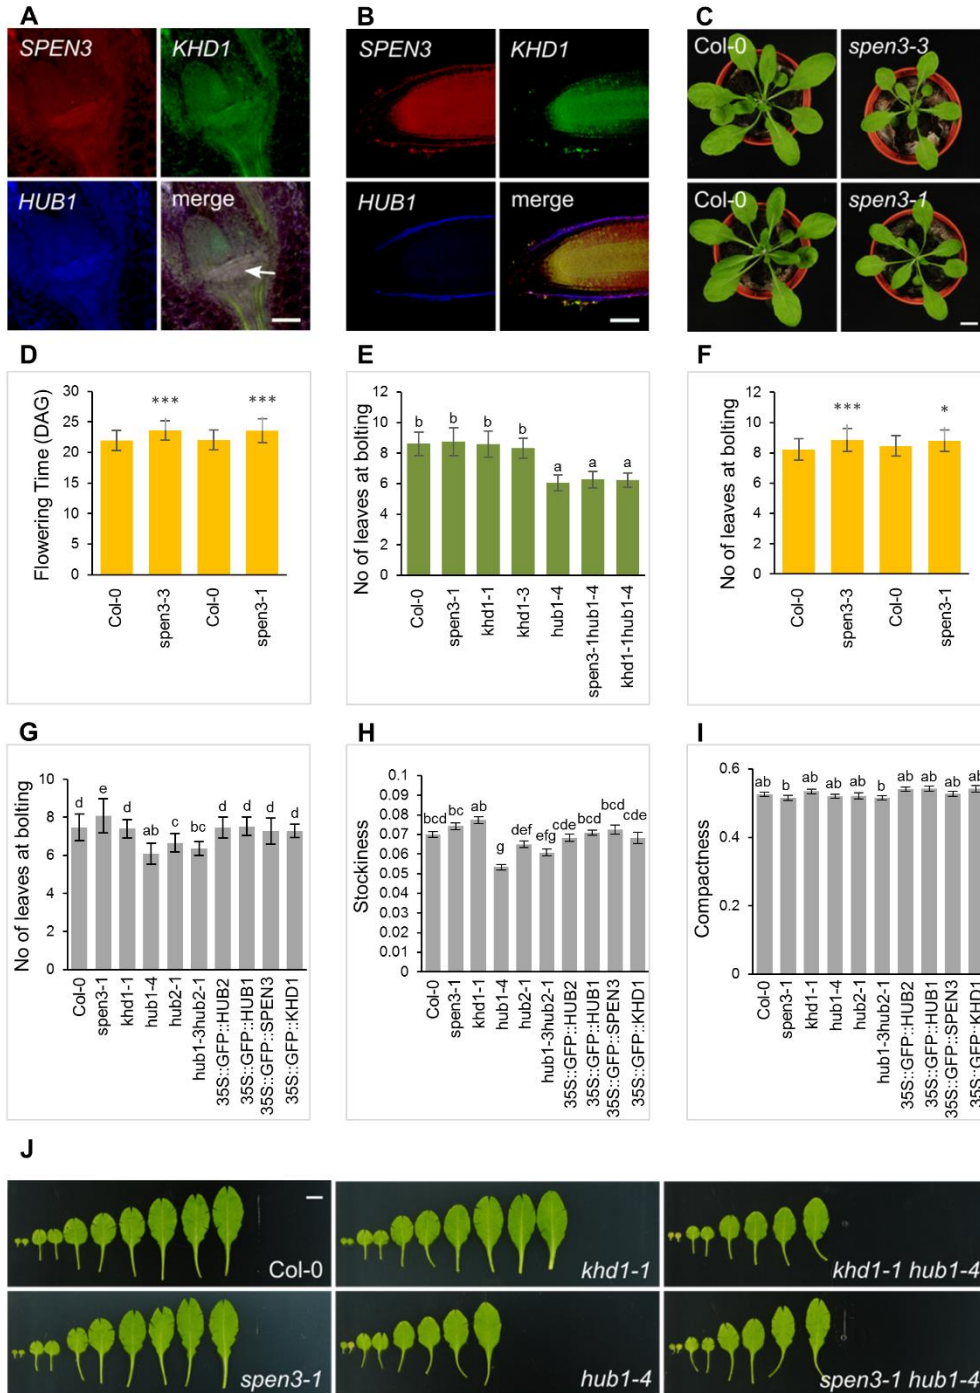 A
B
C
SPEN3
KHD1
HUB1
merge
SPEN3
KHD1
HUB1
merge
Col-0
spen3-3
Col-0
spen3-1
D
Flowering Time (DAG)
30
25
20
15
10
5
0
***
***
Col-0
spen3-3
Col-0
spen3-1
E
No of leaves at bolting
12
10
8
6
4
2
0
b b b b a a a
Col-0
spen3-1
khd1-1
khd1-3
hub1-4
spen3-1hub1-4
khd1-1hub1-4
F
No of leaves at bolting
12
10
8
6
4
2
0
***
*
Col-0
spen3-3
Col-0
spen3-1
G
No of leaves at bolting
10
8
6
4
2
0
d e d ab c bc d d d d
Col-0
spen3-1
khd1-1
hub1-4
hub2-1
hub1-3hub2-1
35S::GFP::HUB2
35S::GFP::HUB1
35S::GFP::SPEN3
35S::GFP::KHD1
H
Stockiness
0.1
0.09
0.08
0.07
0.06
0.05
0.04
0.03
0.02
0.01
0
bcd bc ab g def efg cde bcd bcd cde
Col-0
spen3-1
khd1-1
hub1-4
hub2-1
hub1-3hub2-1
35S::GFP::HUB2
35S::GFP::HUB1
35S::GFP::SPEN3
35S::GFP::KHD1
I
Compactness
0.6
0.4
0.2
0
ab b ab ab ab b ab ab ab ab
Col-0
spen3-1
khd1-1
hub1-4
hub2-1
hub1-3hub2-1
35S::GFP::HUB2
35S::GFP::HUB1
35S::GFP::SPEN3
35S::GFP::KHD1
J
Col-0
khd1-1
khd1-1 hub1-4
spen3-1
hub1-4
spen3-1 hub1-4